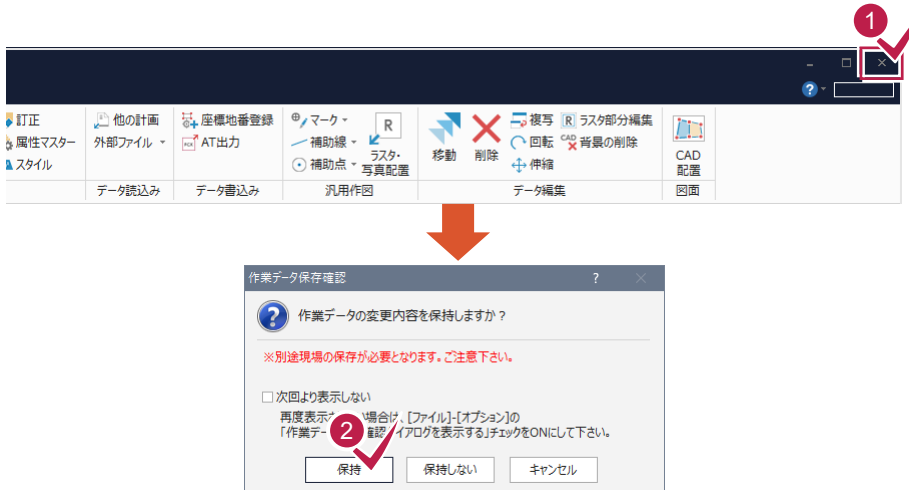 1
訂正
他の計画
座標地番登録
マーク
R
複写
R ラスタ部分編集
属性マスター
外部ファイル
AT出力
補助線
回転
CAD 背景の削除
スタイル
補助点
ラスタ・
写真配置
移動
削除
伸縮
CAD
配置
データ読込み
データ書込み
汎用作図
データ編集
図面
作業データ保存確認
?
作業データの変更内容を保持しますか?
※別途現場の保存が必要となります。ご注意下さい。
次回より表示しない
再度表示 場合は、[ファイル]-[オプション]の
「作業デー 確認 イアログを表示する」チェックをONにして下さい。
2
保持
保持しない
キャンセル